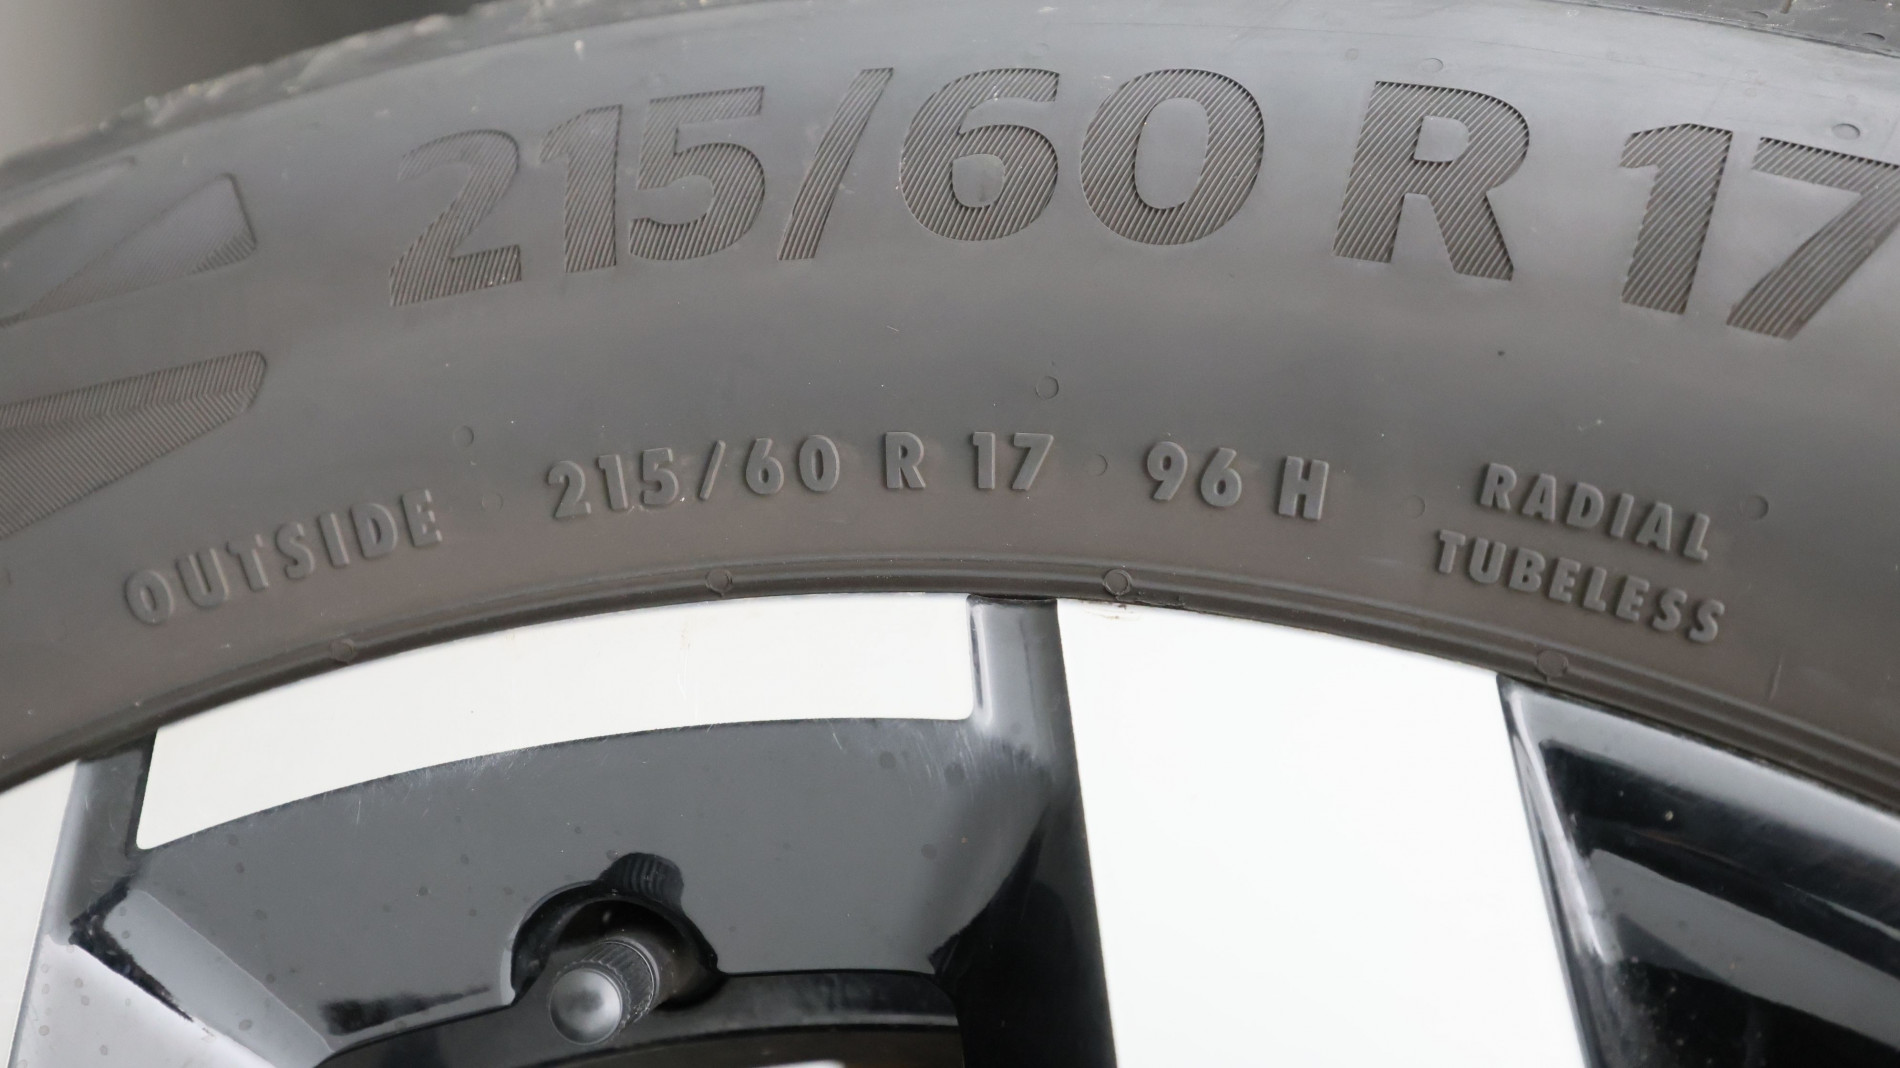 215/60 R 17
OUTSIDE 215/60 R 17 96 H RADIAL
TUBELESS